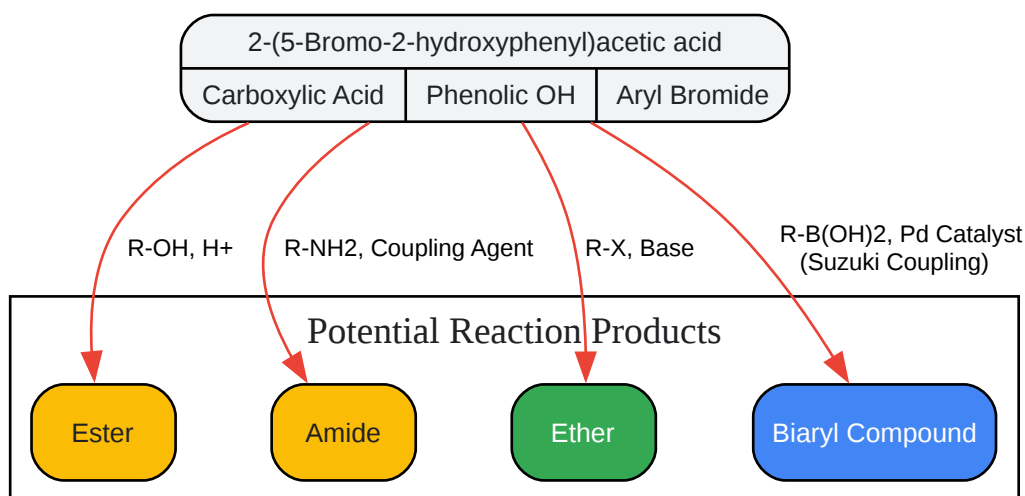 2-(5-Bromo-2-hydroxyphenyl)acetic acid
Carboxylic Acid
Phenolic OH
Aryl Bromide
R-OH, H+
R-NH2, Coupling Agent
R-X, Base
R-B(OH)2, Pd Catalyst
(Suzuki Coupling)
Potential Reaction Products
Ester
Amide
Ether
Biaryl Compound